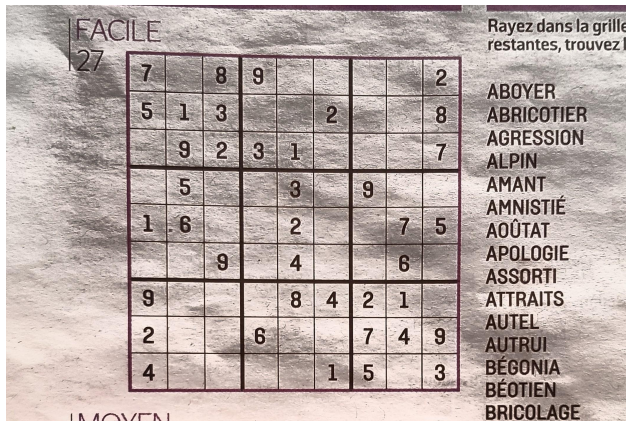 FACILE
27
7 8 9 2
5 1 3 2 8
9 2 3 1 7
5 3 9
1 6 2 7 5
9 4 6
9 8 4 2 1
2 6 7 4 9
4 1 5 3
Rayez dans la grille
restantes, trouvez
ABOYER
ABRICOTIER
AGRESSION
ALPIN
AMANT
AMNISTIÉ
AOÛTAT
APOLOGIE
ASSORTI
ATTRAITS
AUTEL
AUTRUI
BÉGONIA
BÉOTIEN
BRICOLAGE
MOYEN